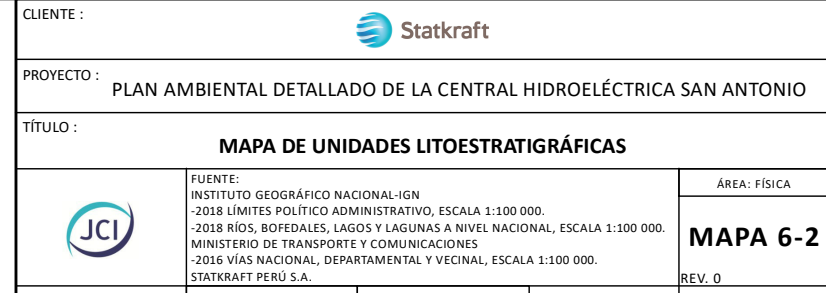 CLIENTE :
Statkraft
PROYECTO :
PLAN AMBIENTAL DETALLADO DE LA CENTRAL HIDROELÉCTRICA SAN ANTONIO
TÍTULO :
MAPA DE UNIDADES LITOESTRATIGRÁFICAS
JCI
FUENTE:
INSTITUTO GEOGRÁFICO NACIONAL-IGN
-2018 LÍMITES POLÍTICO ADMINISTRATIVO, ESCALA 1:100 000.
-2018 RÍOS, BOFEDALES, LAGOS Y LAGUNAS A NIVEL NACIONAL, ESCALA 1:100 000.
MINISTERIO DE TRANSPORTE Y COMUNICACIONES
-2016 VÍAS NACIONAL, DEPARTAMENTAL Y VECINAL, ESCALA 1:100 000.
STATKRAFT PERÚ S.A.
ÁREA: FÍSICA
MAPA 6-2
REV. 0